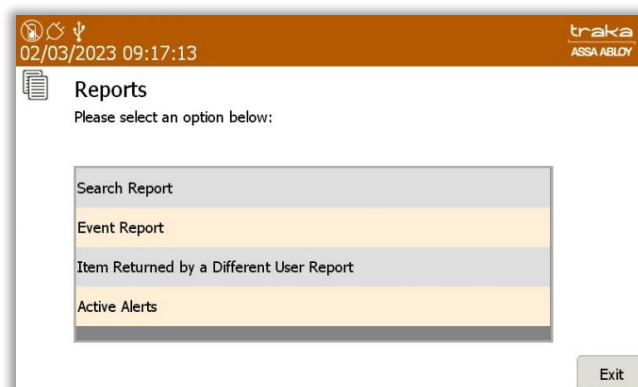 02/03/2023 09:17:13
traka
ASSA ABLOY
Reports
Please select an option below:
Search Report
Event Report
Item Returned by a Different User Report
Active Alerts
Exit